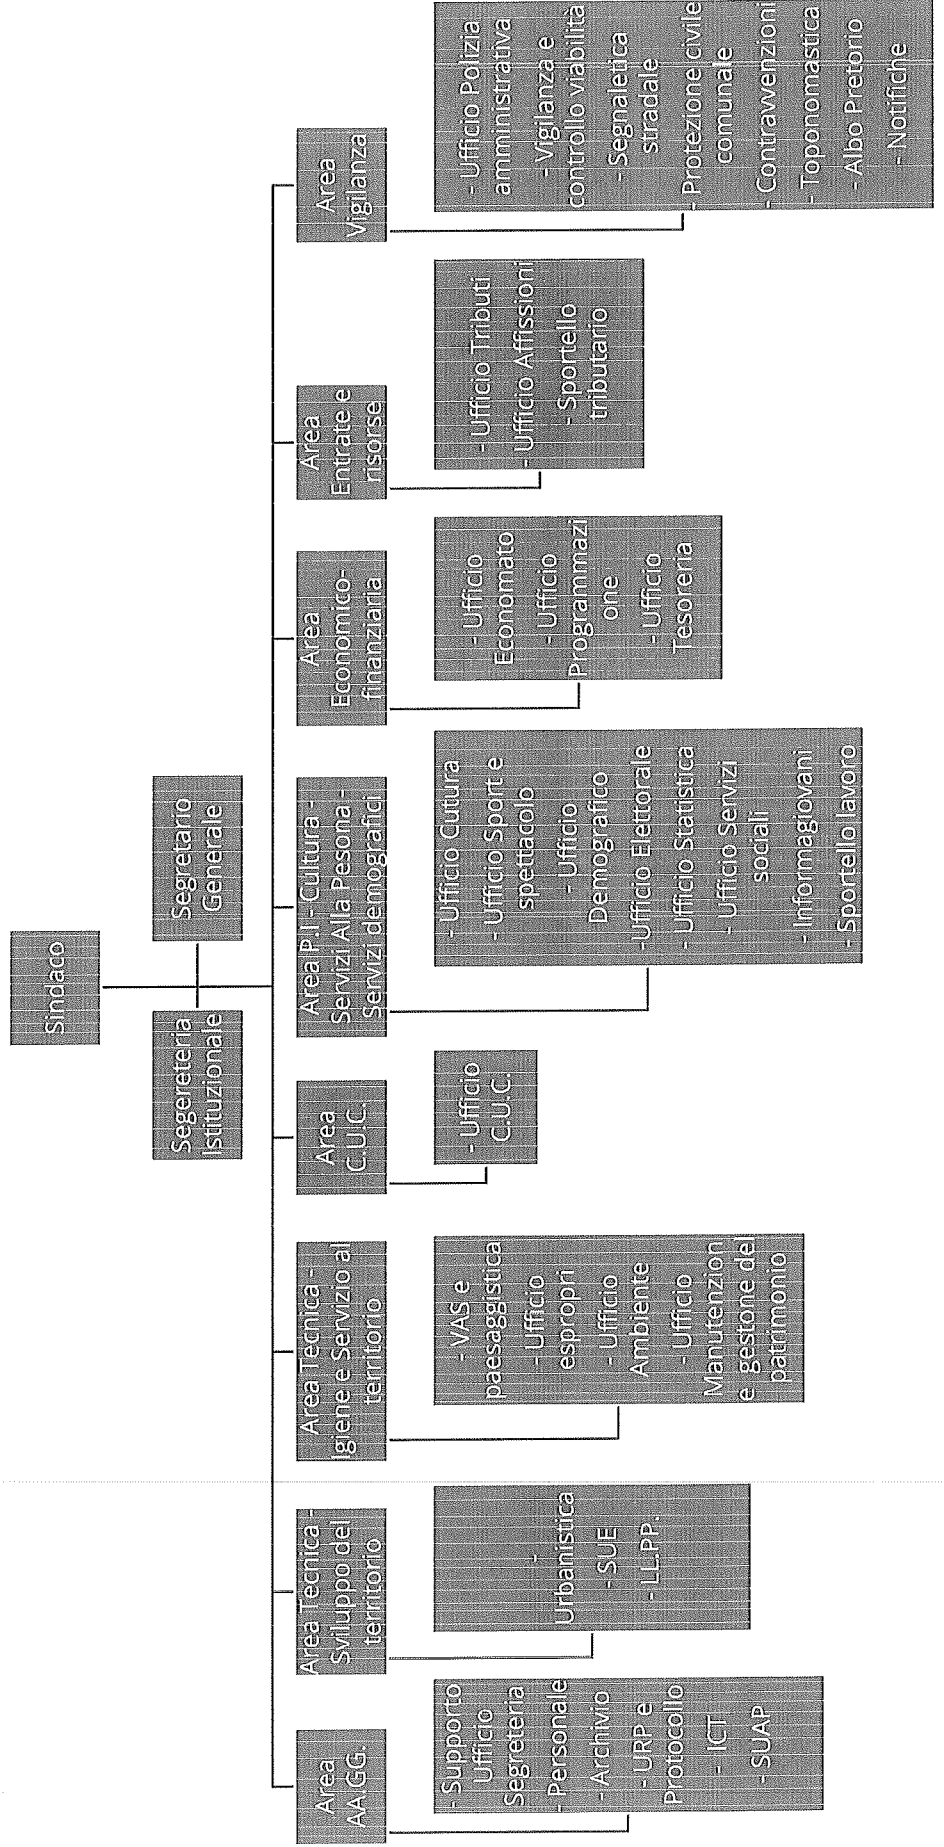 Sindaco
Segereteria
Istituzionale
Segretario
Generale
Area
AA.GG.
- Supporto
Ufficio
Segreteria
- Personale
- Archivio
- URP e
Protocollo
- ICT
- SUAP
Area Tecnica -
Sviluppo del
territorio
-
Urbanistica
- SUE
- LL.PP.
Area Tecnica -
Igiene e Servizio al
territorio
- VAS e
paesaggistica
- Ufficio
espropri
- Ufficio
Ambiente
- Ufficio
Manutenzion
e gestone del
patrimonio
Area
C.U.C.
- Ufficio
C.U.C.
Area P.I - Cultura -
Servizi Alla Pesona -
Servizi demografici
- Ufficio Cutura
- Ufficio Sport e
spettacolo
- Ufficio
Demografico
-Ufficio Elettorale
- Ufficio Statistica
- Ufficio Servizi
sociali
- Informagiovani
- Sportello lavoro
Area
Economico-
finanziaria
- Ufficio
Economato
- Ufficio
Programmazi
one
- Ufficio
Tesoreria
Area
Entrate e
risorse
- Ufficio Tributi
- Ufficio Affissioni
- Sportello
tributario
Area
Vigilanza
- Ufficio Polizia
amministrativa
- Vigilanza e
controllo viabilità
- Segnaletica
stradale
- Protezione civile
comunale
- Contravvenzioni
- Toponomastica
- Albo Pretorio
- Notifiche